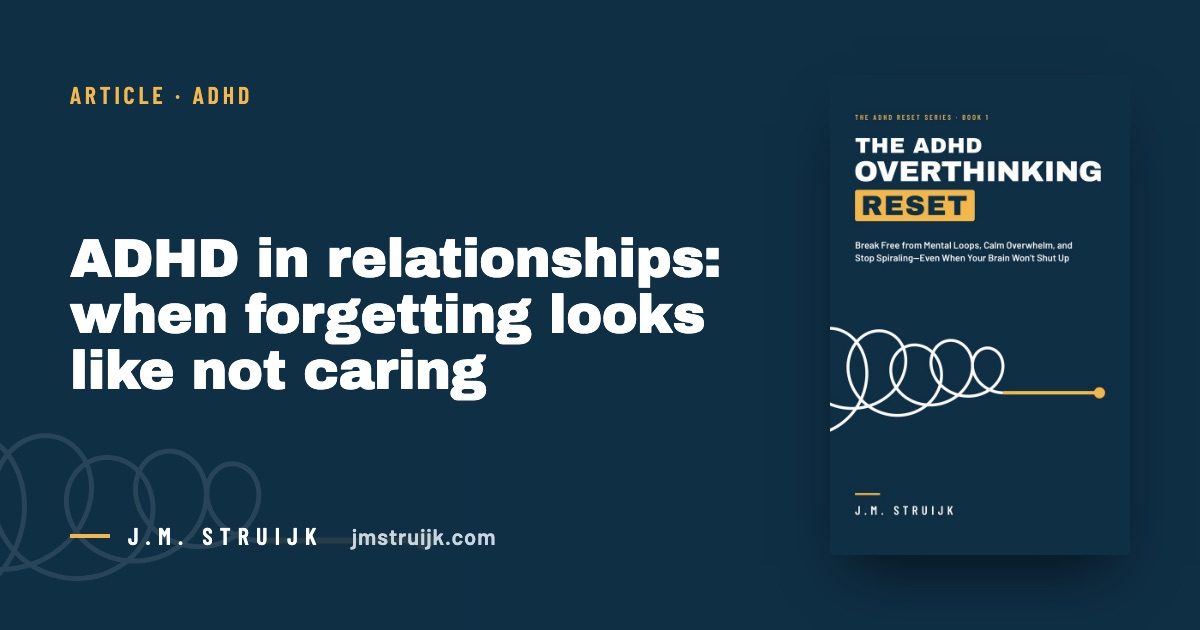 ARTICLE · ADHD
ADHD in relationships:
when forgetting looks
like not caring
J.M. STRUIJK jmstruijk.com
THE ADHD RESET SERIES · BOOK 1
THE ADHD
OVERTHINKING
RESET
Break Free from Mental Loops, Calm Overwhelm, and
Stop Spiraling—Even When Your Brain Won't Shut Up
J.M. STRUIJK